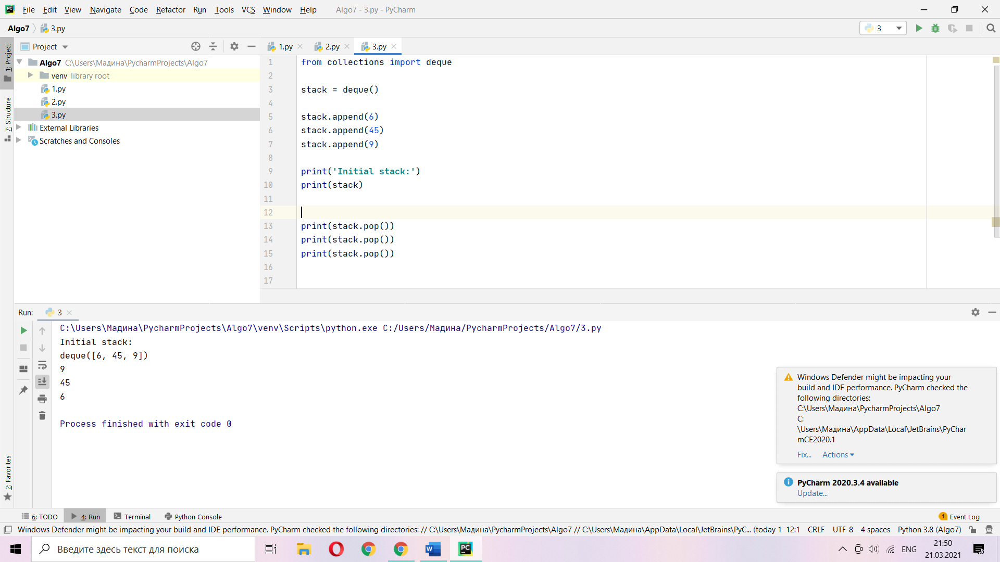 File Edit View Navigate Code Refactor Run Tools VCS Window Help Algo7 - 3.py - PyCharm
Algo7 3.py 3
Project 1.py 2.py 3.py
1: Project
7: Structure
2: Favorites
Algo7 C:\Users\Мадина\PycharmProjects\Algo7
venv library root
1.py
2.py
3.py
External Libraries
Scratches and Consoles
1 from collections import deque
2
3 stack = deque()
4
5 stack.append(6)
6 stack.append(45)
7 stack.append(9)
8
9 print('Initial stack:')
10 print(stack)
11
12
13 print(stack.pop())
14 print(stack.pop())
15 print(stack.pop())
16
17
Run: 3
C:\Users\Мадина\PycharmProjects\Algo7\venv\Scripts\python.exe C:/Users/Мадина/PycharmProjects/Algo7/3.py
Initial stack:
deque([6, 45, 9])
9
45
6
Process finished with exit code 0
Windows Defender might be impacting your
build and IDE performance. PyCharm checked the
following directories:
C:\Users\Мадина\PycharmProjects\Algo7
C:
\Users\Мадина\AppData\Local\JetBrains\PyChar
mCE2020.1
Fix... Actions
PyCharm 2020.3.4 available
Update...
6: TODO 4: Run Terminal Python Console 1 Event Log
Windows Defender might be impacting your build and IDE performance. PyCharm checked the following directories: // C:\Users\Мадина\PycharmProjects\Algo7 // C:\Users\Мадина\AppData\Local\JetBrains\PyC... (today 1 12:1 CRLF UTF-8 4 spaces Python 3.8 (Algo7)
Введите здесь текст для поиска
ENG
21:50
21.03.2021